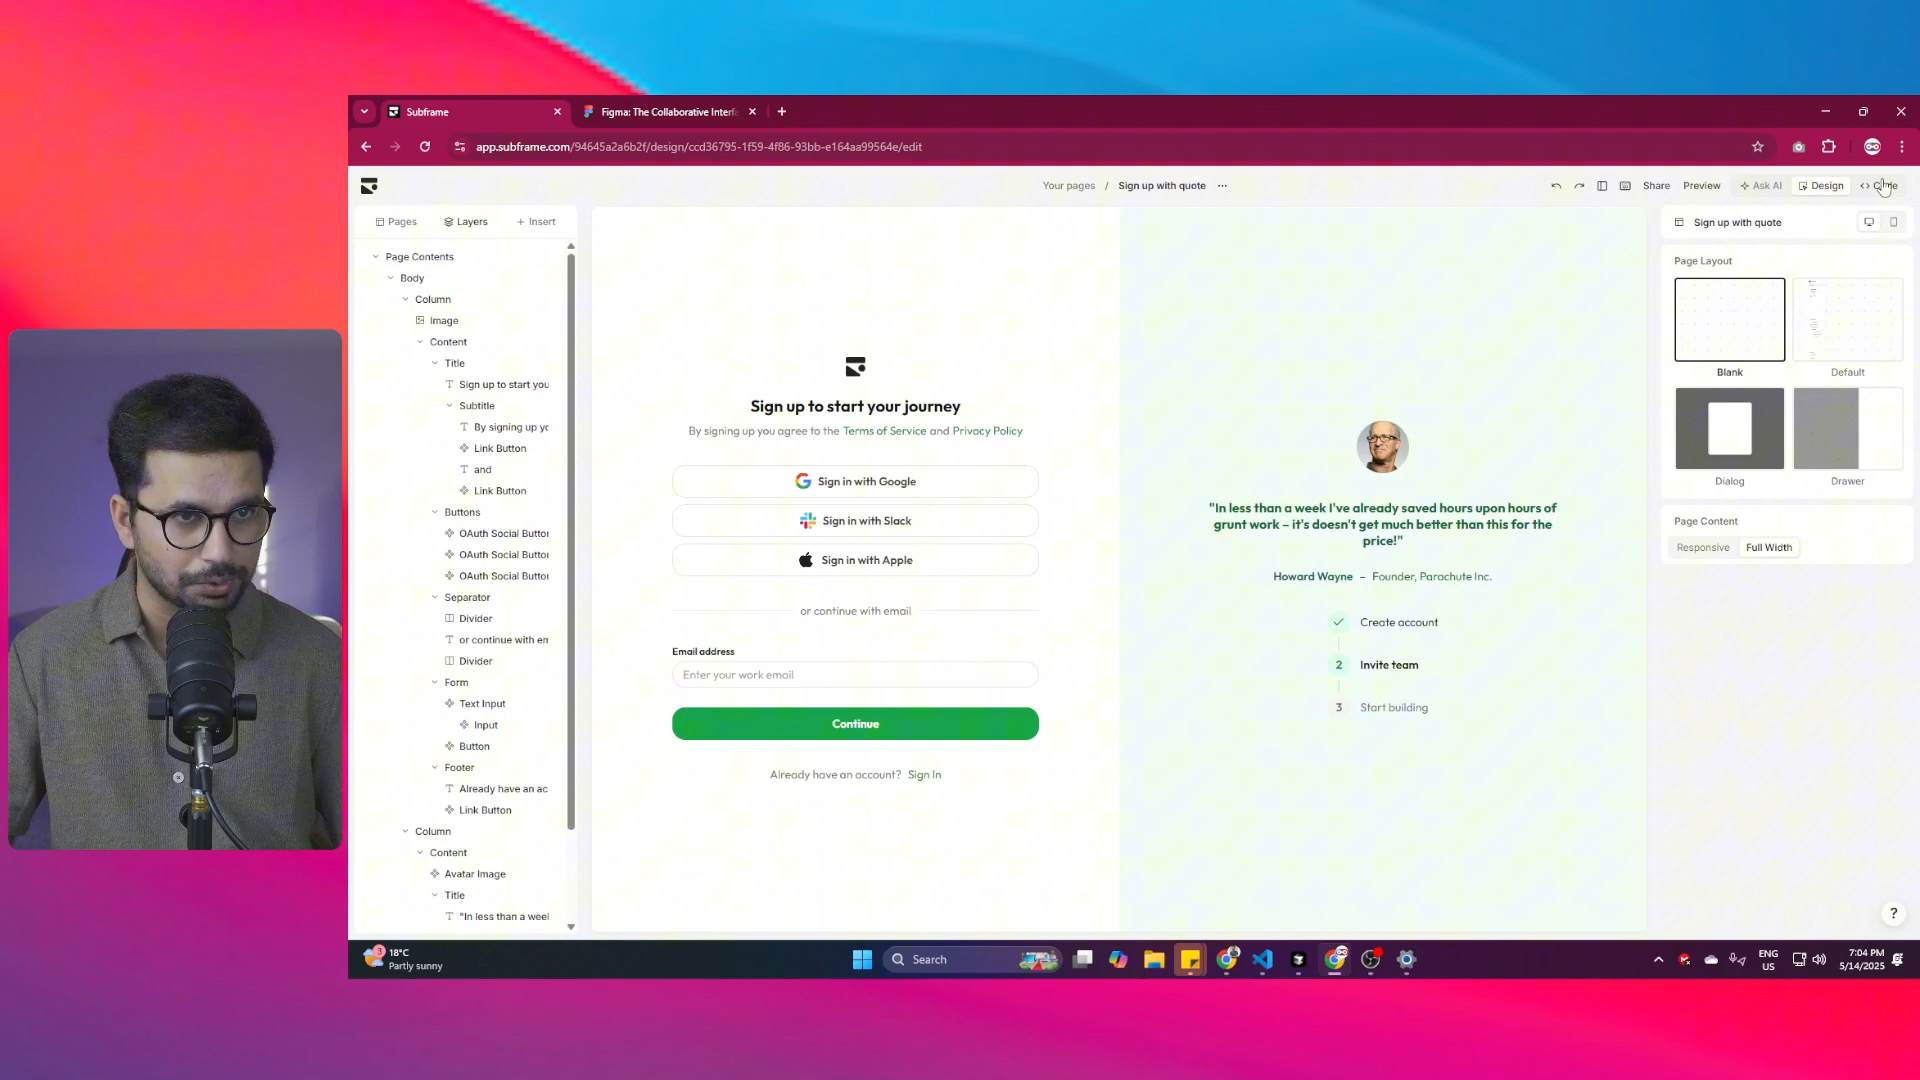 Subframe
Figma: The Collaborative Interf
app.subframe.com/94645a2a6b2f/design/ccd36795-1f59-4f86-93bb-e164aa99564e/edit
Your pages / Sign up with quote ...
Share Preview Ask AI Design
Pages Layers + Insert
Page Contents
Body
Column
Image
Content
Title
Sign up to start you
Subtitle
By signing up yo
Link Button
and
Link Button
Buttons
OAuth Social Button
OAuth Social Button
OAuth Social Button
Separator
Divider
or continue with em
Divider
Form
Text Input
Input
Button
Footer
Already have an ac
Link Button
Column
Content
Avatar Image
Title
"In less than a week
Sign up to start your journey
By signing up you agree to the Terms of Service and Privacy Policy
Sign in with Google
Sign in with Slack
Sign in with Apple
or continue with email
Email address
Enter your work email
Continue
Already have an account? Sign In
"In less than a week I've already saved hours upon hours of
grunt work – it's doesn't get much better than this for the
price!"
Howard Wayne – Founder, Parachute Inc.
Create account
2 Invite team
3 Start building
Sign up with quote
Page Layout
Blank Default
Dialog Drawer
Page Content
Responsive Full Width
?
3
18°C
Partly sunny
Search
ENG
US
7:04 PM
5/14/2025